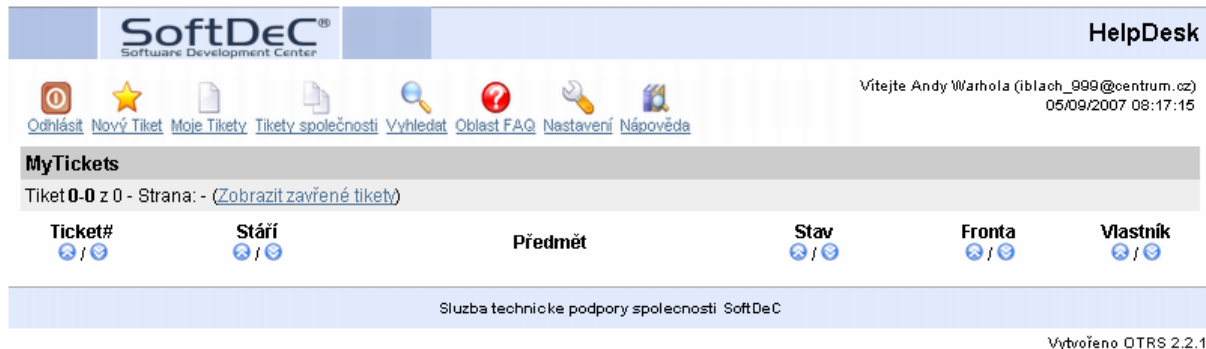 SoftDeC®
Software Development Center
HelpDesk
Vítejte Andy Warhola (iblach_999@centrum.cz)
05/09/2007 08:17:15
Odhlásit Nový Tiket Moje Tikety Tikety společnosti Vyhledat Oblast FAQ Nastavení Nápověda
MyTickets
Tiket 0-0 z 0 - Strana: - (Zobrazit zavřené tikety)
Ticket# Stáří Předmět Stav Fronta Vlastník
/ / / / /
Sluzba technicke podpory spolecnosti SoftDeC
Vytvořeno OTRS 2.2.1